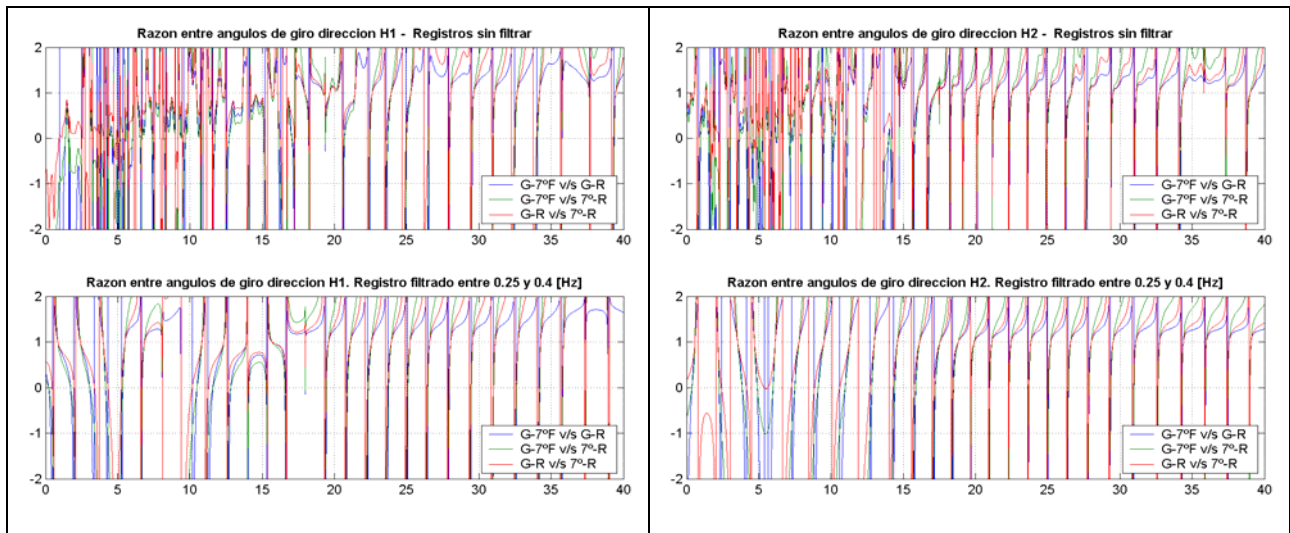 Razon entre angulos de giro direccion H1 - Registros sin filtrar
2
1
0
-1
-2
G-7ºF v/s G-R
G-7ºF v/s 7º-R
G-R v/s 7º-R
0 5 10 15 20 25 30 35 40
Razon entre angulos de giro direccion H1. Registro filtrado entre 0.25 y 0.4 [Hz]
2
1
0
-1
-2
G-7ºF v/s G-R
G-7ºF v/s 7º-R
G-R v/s 7º-R
0 5 10 15 20 25 30 35 40
Razon entre angulos de giro direccion H2 - Registros sin filtrar
2
1
0
-1
-2
G-7ºF v/s G-R
G-7ºF v/s 7º-R
G-R v/s 7º-R
0 5 10 15 20 25 30 35 40
Razon entre angulos de giro direccion H2. Registro filtrado entre 0.25 y 0.4 [Hz]
2
1
0
-1
-2
G-7ºF v/s G-R
G-7ºF v/s 7º-R
G-R v/s 7º-R
0 5 10 15 20 25 30 35 40